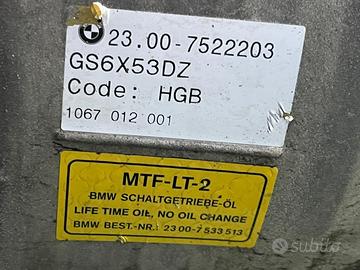 23.00-7522203
GS6X53DZ
Code: HGB
1067 012 001
MTF-LT-2
BMW SCHALTGETRIEBE-ÖL
LIFE TIME OIL, NO OIL CHANGE
BMW BEST.-NR.: 23 00-7 533 513
subito